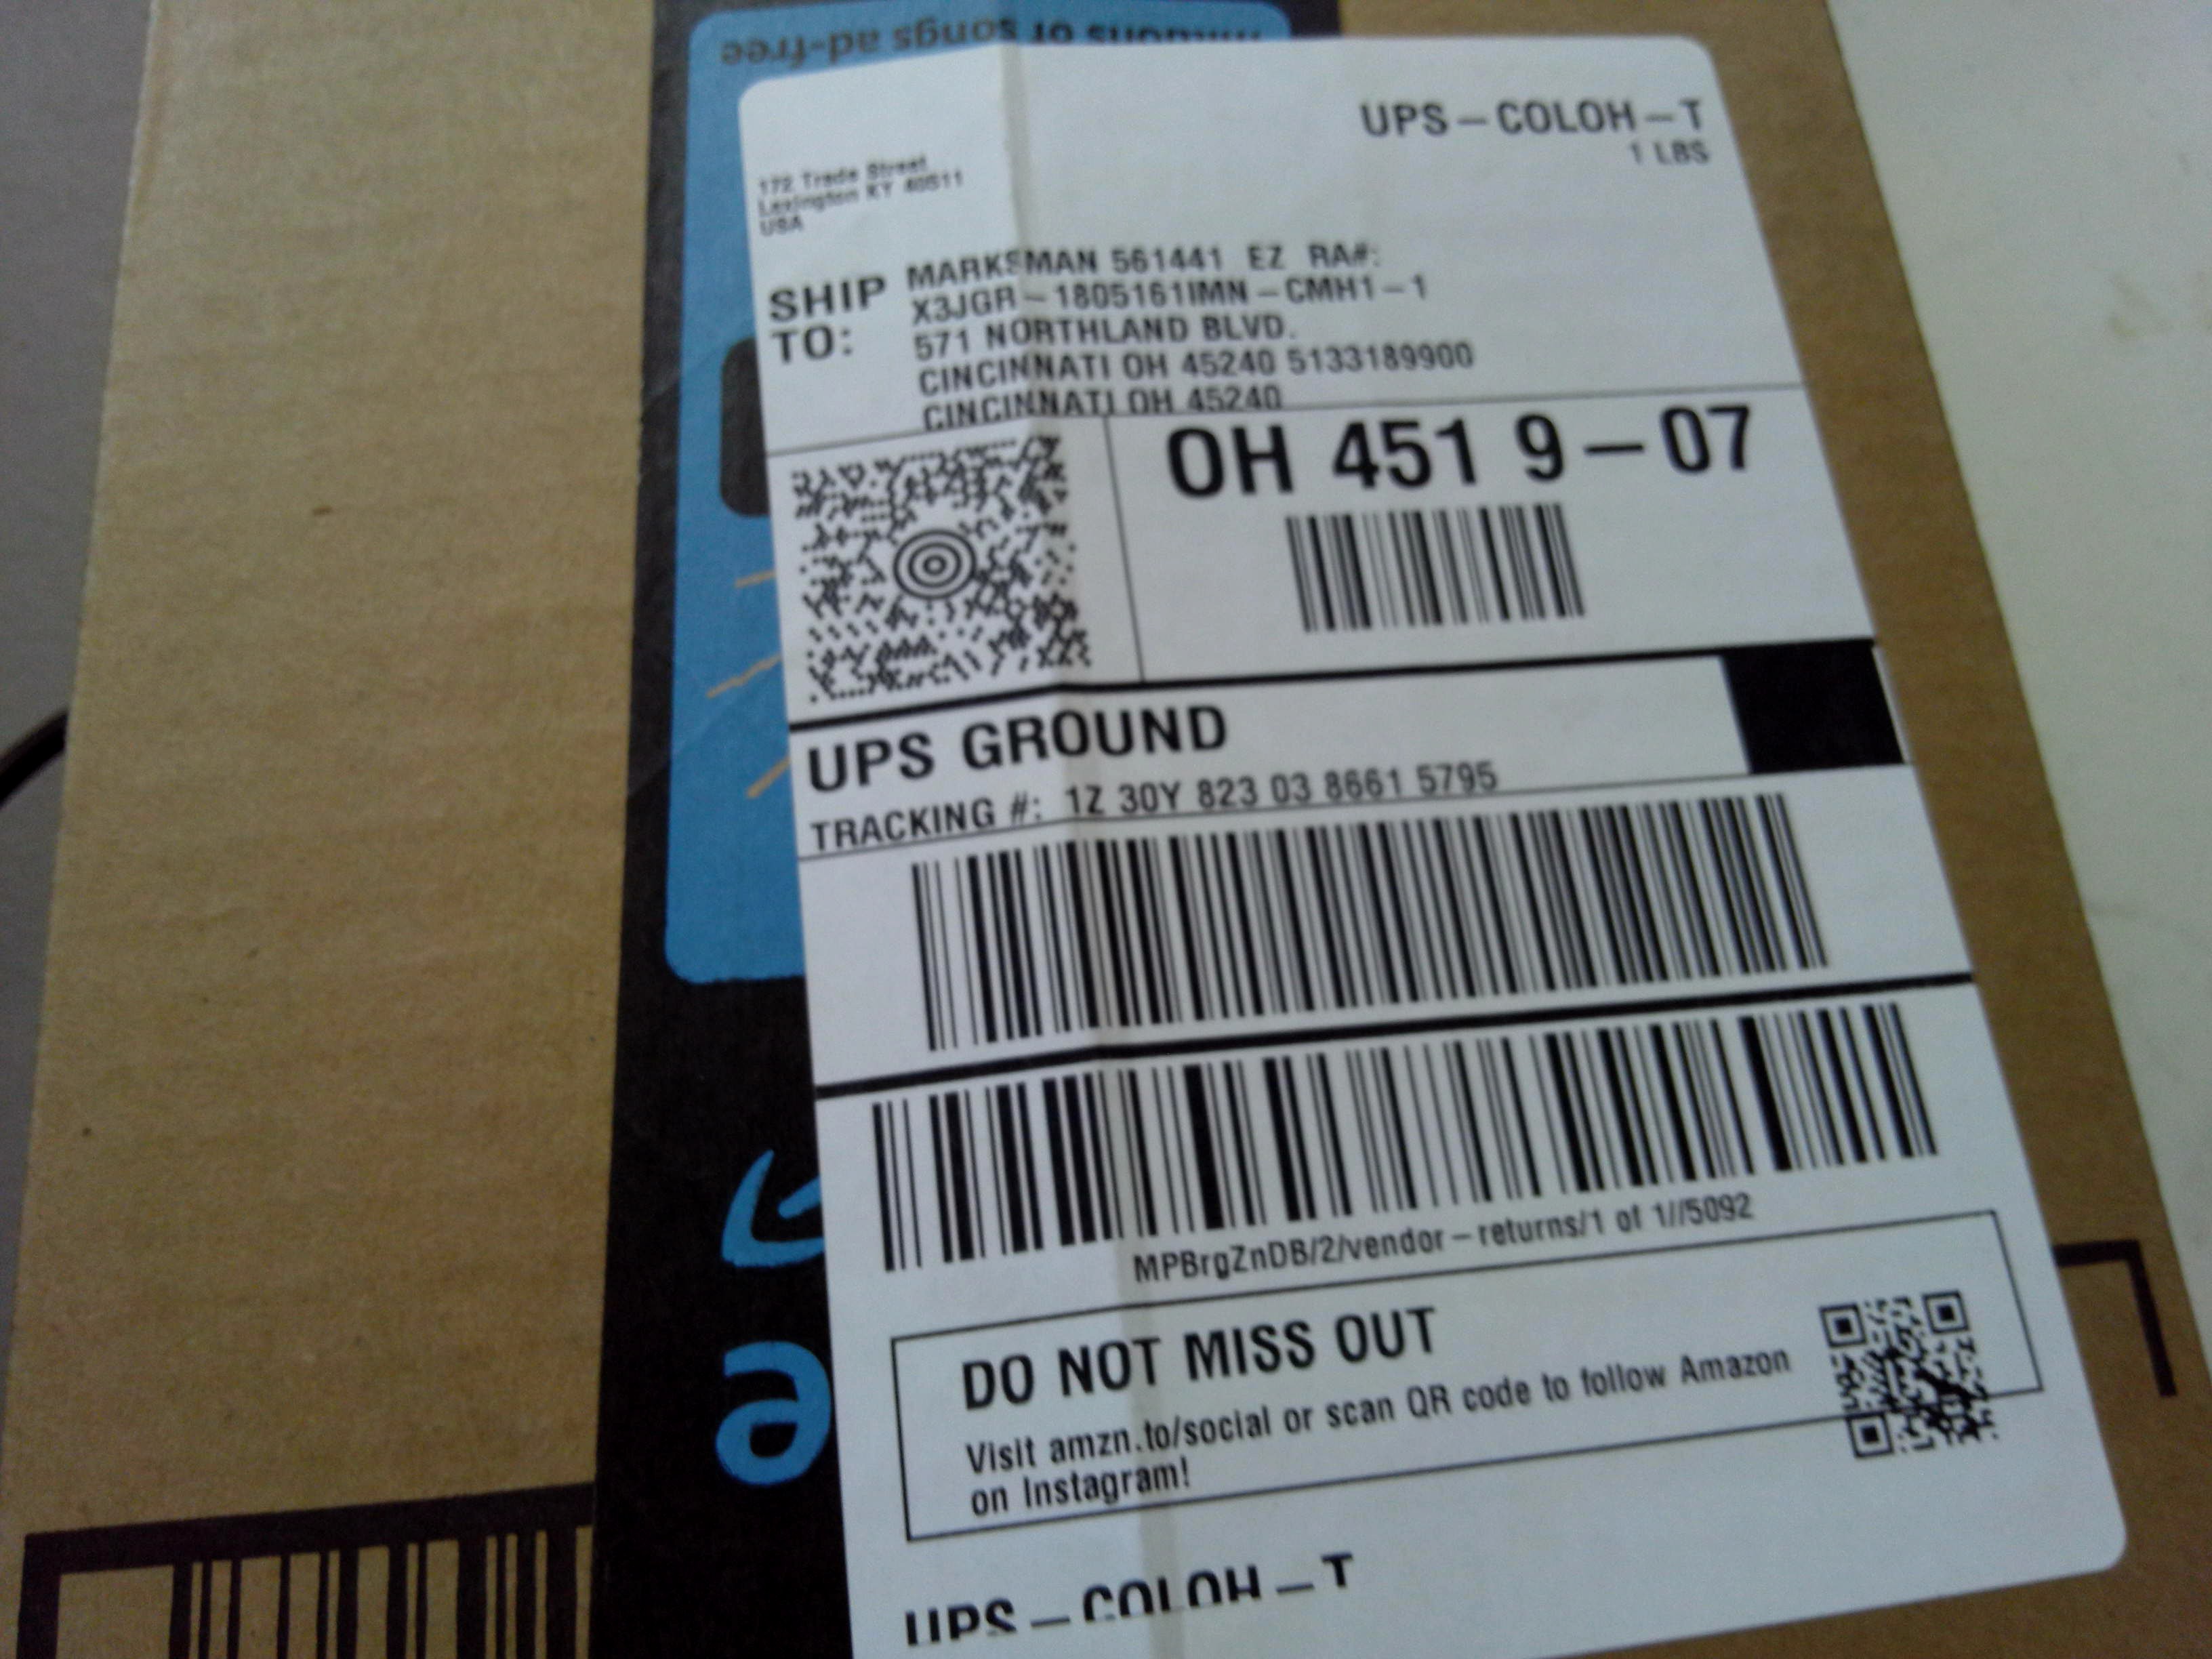 millions of songs ad-free
UPS-COLOH-T
1 LBS
172 Trade Street
Lexington KY 40511
USA
SHIP TO:
MARKSMAN 561441 EZ RA#:
X3JGR-1805161IMN-CMH1-1
571 NORTHLAND BLVD.
CINCINNATI OH 45240 5133189900
CINCINNATI OH 45240
OH 451 9-07
UPS GROUND
TRACKING #: 1Z 30Y 823 03 8661 5795
MPBrgZnDB/2/vendor-returns/1 of 1//5092
DO NOT MISS OUT
Visit amzn.to/social or scan QR code to follow Amazon
on Instagram!
UPS-COLOH-T